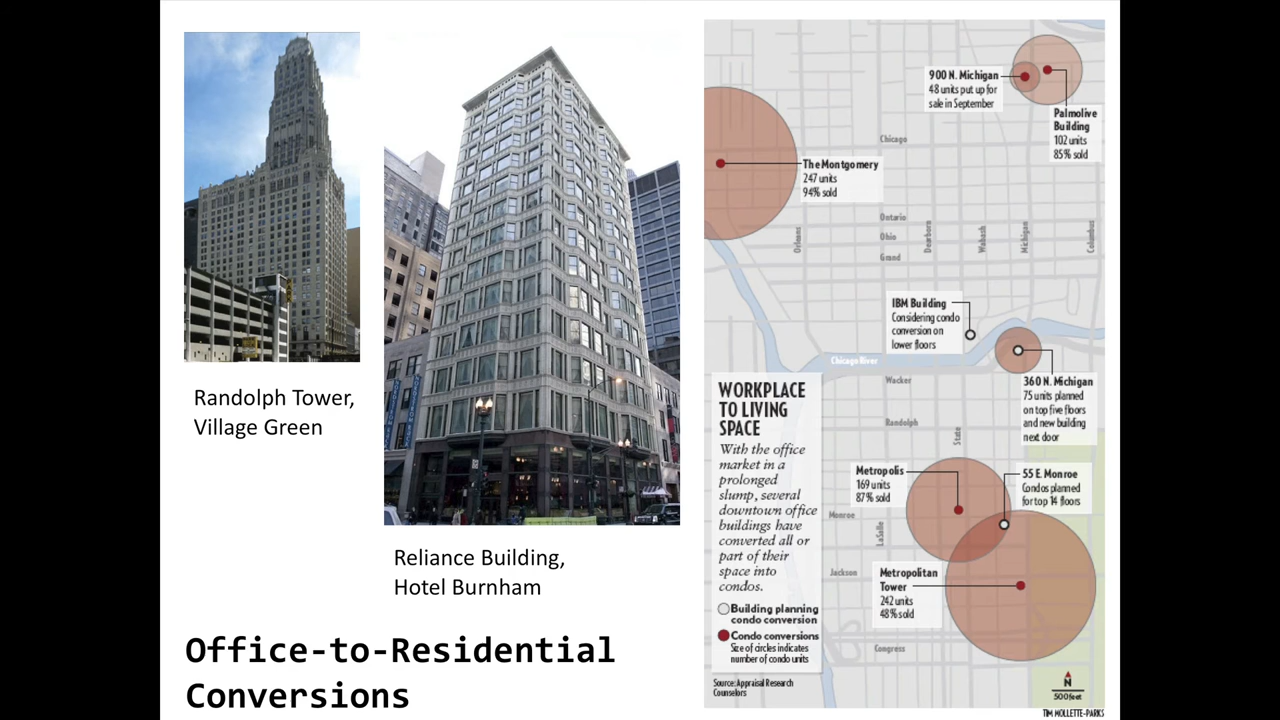 Randolph Tower,
Village Green
Reliance Building,
Hotel Burnham
Office-to-Residential
Conversions
900 N. Michigan
48 units put up for
sale in September
Palmolive
Building
102 units
85% sold
Chicago
The Montgomery
247 units
94% sold
Ontario
Ohio
Grand
Orleans
Dearborn
Wabash
Michigan
Columbus
IBM Building
Considering condo
conversion on
lower floors
Chicago River
Wacker
360 N. Michigan
75 units planned
on top five floors
and new building
next door
Randolph
State
WORKPLACE
TO LIVING
SPACE
With the office
market in a
prolonged
slump, several
downtown office
buildings have
converted all or
part of their
space into
condos.
Building planning
condo conversion
Condo conversions
Size of circles indicates
number of condo units
Metropolis
169 units
87% sold
55 E. Monroe
Condos planned
for top 14 floors
Monroe
LaSalle
Jackson
Metropolitan
Tower
242 units
48% sold
Congress
Source: Appraisal Research
Counselors
N
500 feet
TIM MOLLETTE-PARKS